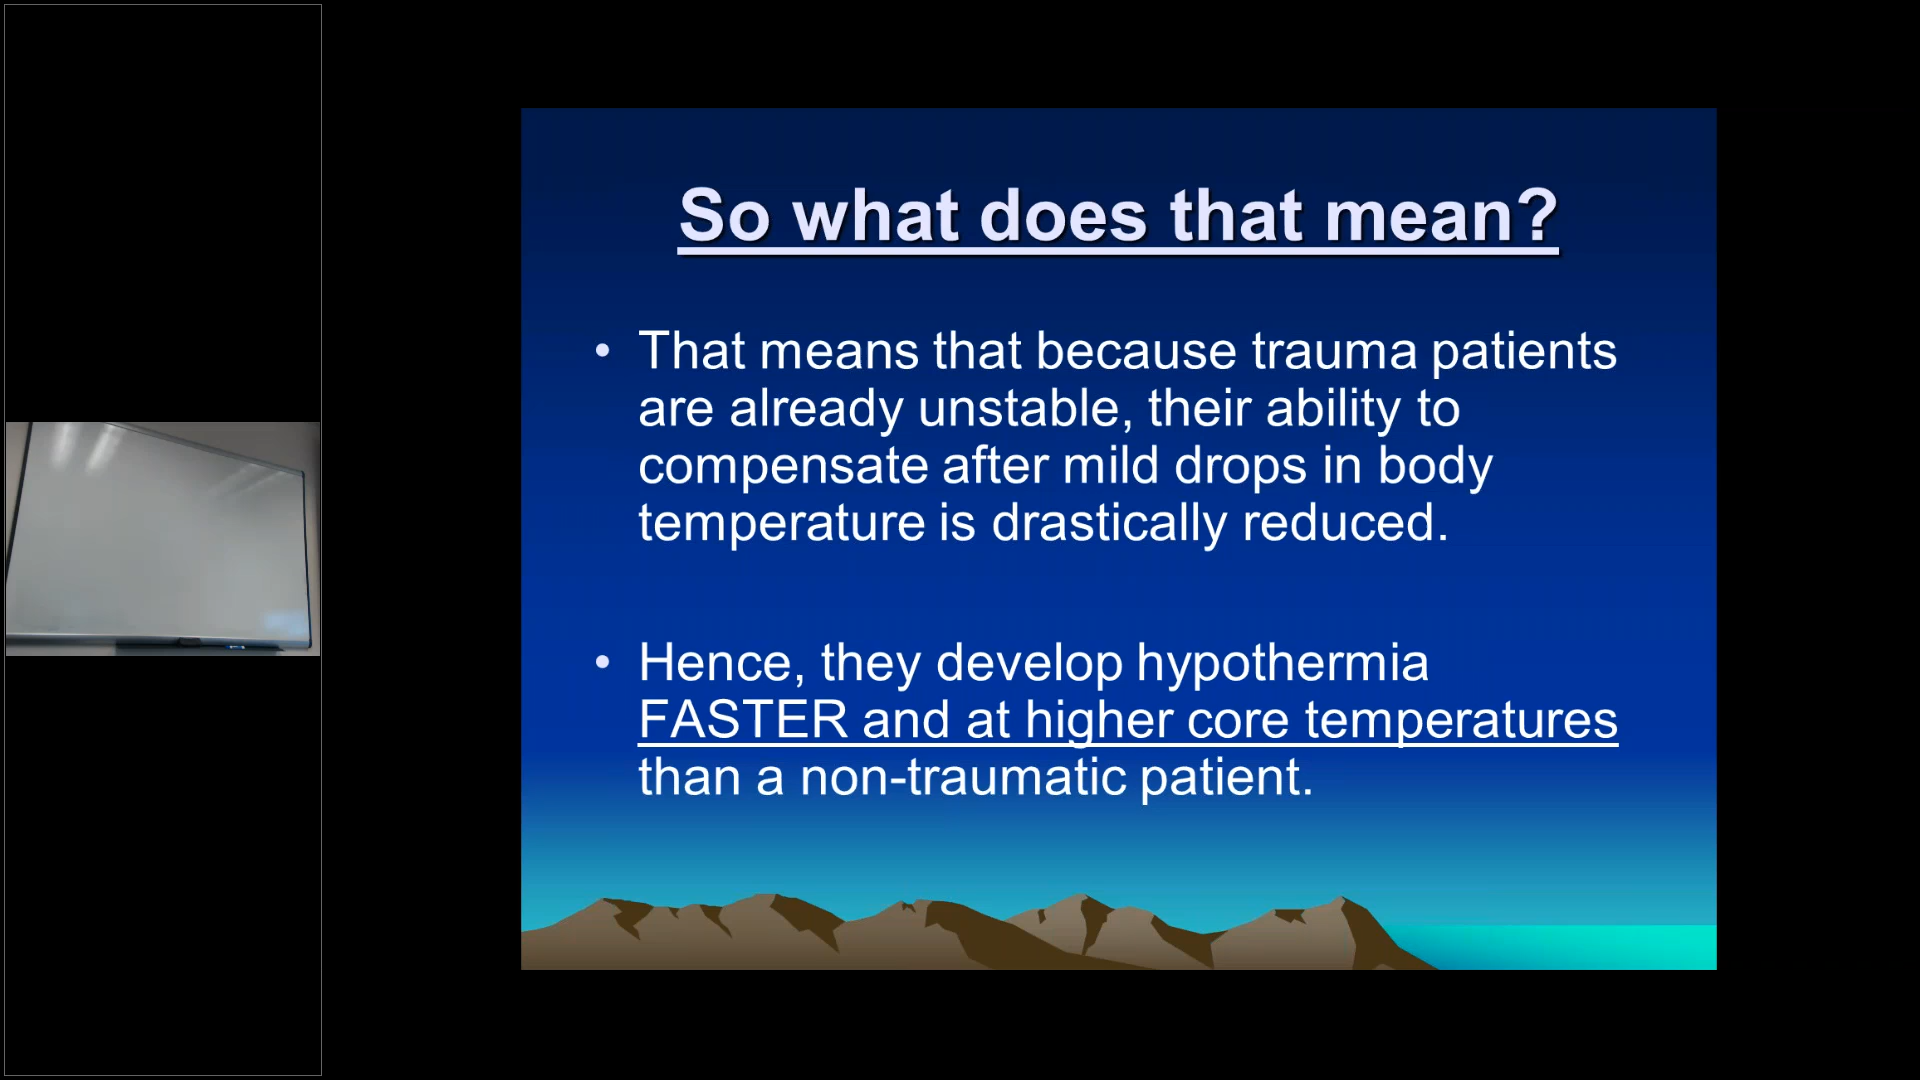 So what does that mean?
• That means that because trauma patients
are already unstable, their ability to
compensate after mild drops in body
temperature is drastically reduced.
• Hence, they develop hypothermia
FASTER and at higher core temperatures
than a non-traumatic patient.